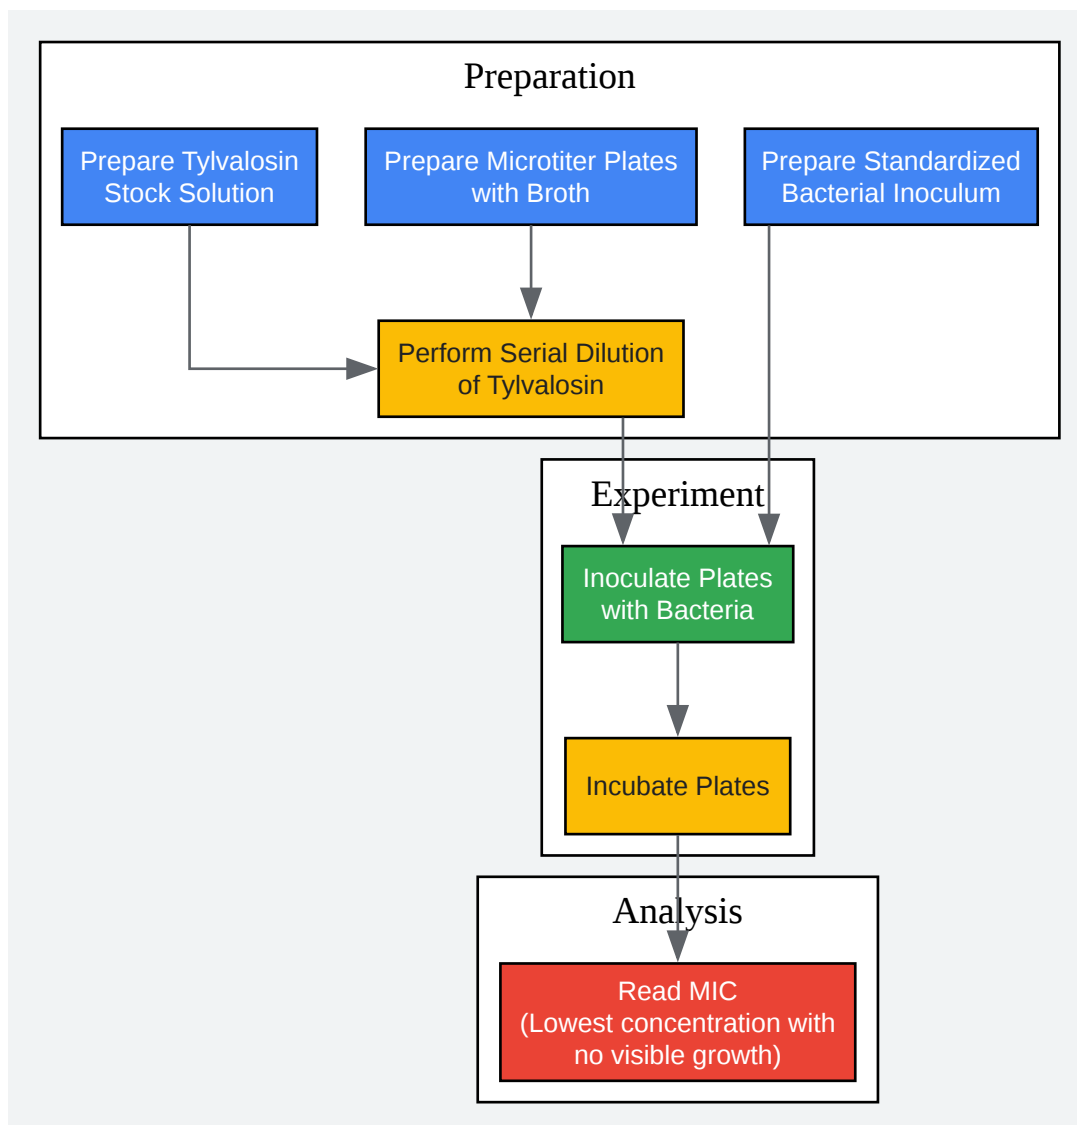 Preparation
Prepare Tylvalosin
Stock Solution
Prepare Microtiter Plates
with Broth
Prepare Standardized
Bacterial Inoculum
Perform Serial Dilution
of Tylvalosin
Experiment
Inoculate Plates
with Bacteria
Incubate Plates
Analysis
Read MIC
(Lowest concentration with
no visible growth)